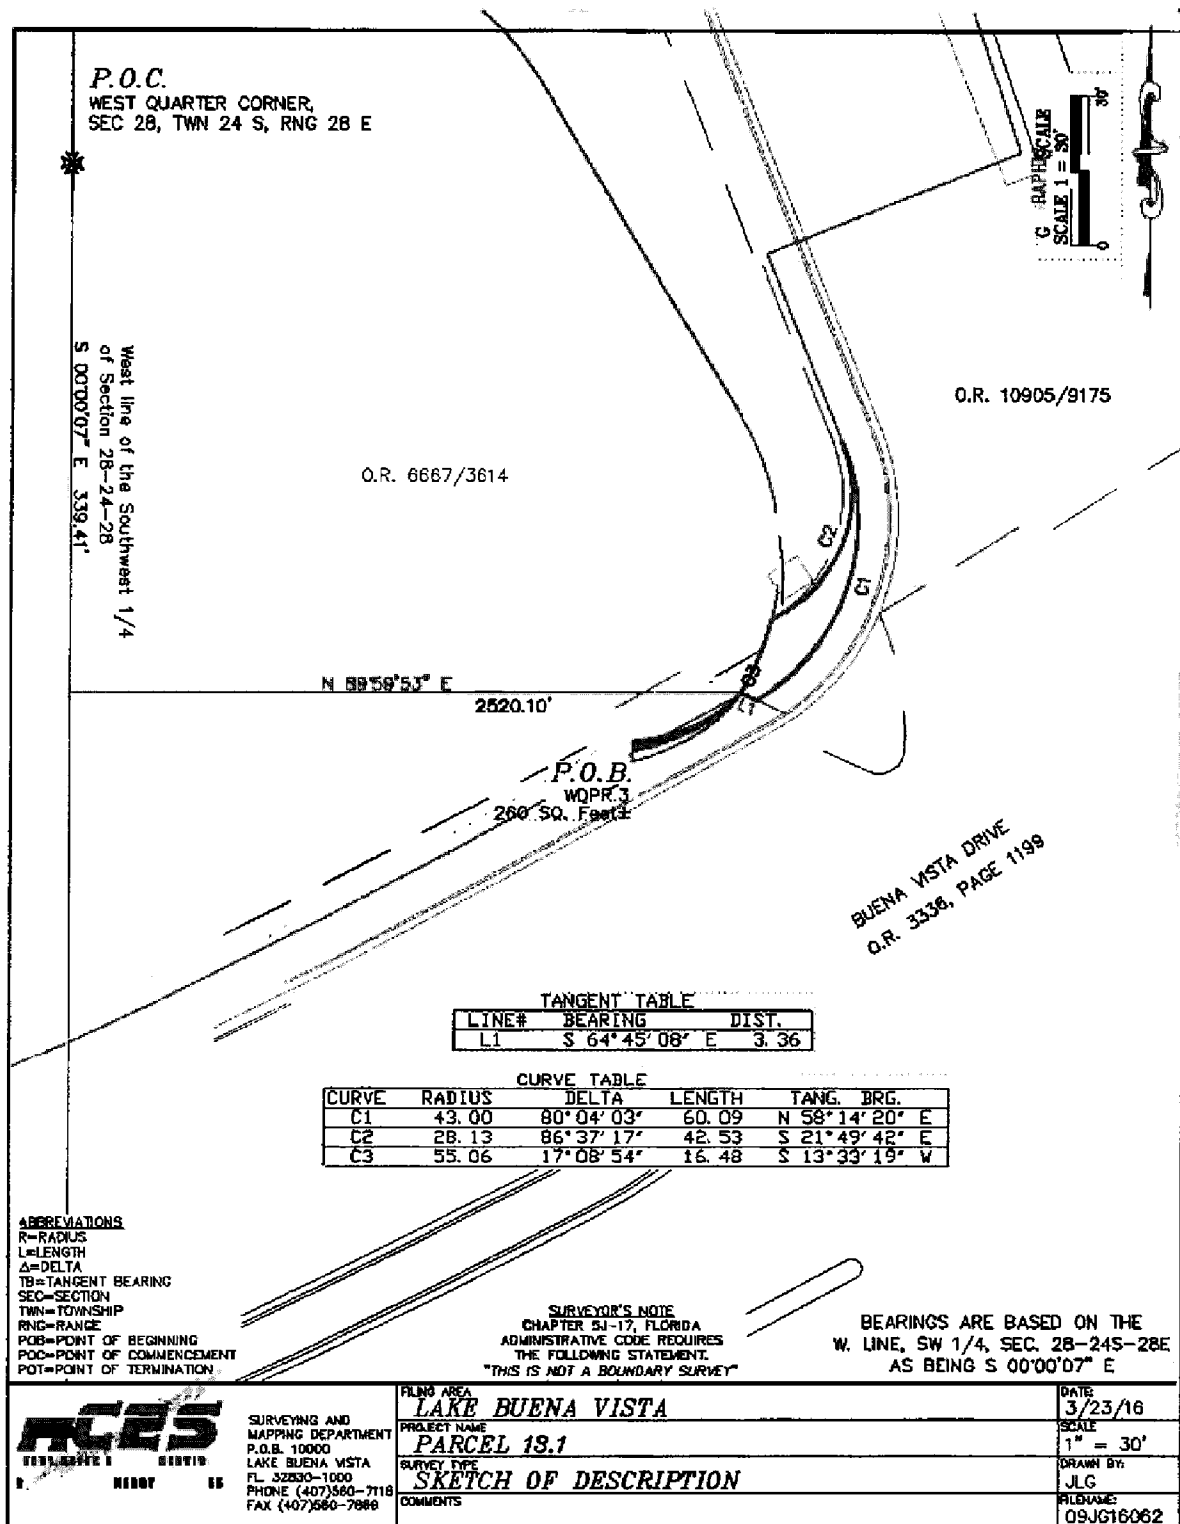 P.O.C.
WEST QUARTER CORNER,
SEC 28, TWN 24 S, RNG 28 E
30'
SCALE 1 = 30'
0
West line of the Southwest 1/4
of Section 28-24-28
S 00°00'07" E 339.41'
O.R. 10905/9175
O.R. 6667/3614
C2
C1
C3
L1
N 89°59'53" E
2520.10'
P.O.B.
WQPR.3
260 SQ. Feet±
BUENA VISTA DRIVE
O.R. 3336, PAGE 1199
TANGENT TABLE
LINE# BEARING DIST.
L1 S 64°45'08" E 3.36
CURVE TABLE
CURVE RADIUS DELTA LENGTH TANG. BRG.
C1 43.00 80°04'03" 60.09 N 58°14'20" E
C2 28.13 86°37'17" 42.53 S 21°49'42" E
C3 55.06 17°08'54" 16.48 S 13°33'19" W
ABBREVIATIONS
R=RADIUS
L=LENGTH
Δ=DELTA
TB=TANGENT BEARING
SEC=SECTION
TWN=TOWNSHIP
RNG=RANGE
POB=POINT OF BEGINNING
POC=POINT OF COMMENCEMENT
POT=POINT OF TERMINATION
SURVEYOR'S NOTE
CHAPTER 5J-17, FLORIDA
ADMINISTRATIVE CODE REQUIRES
THE FOLLOWING STATEMENT.
"THIS IS NOT A BOUNDARY SURVEY"
BEARINGS ARE BASED ON THE
W. LINE, SW 1/4, SEC. 28-24S-28E
AS BEING S 00°00'07" E
SURVEYING AND
MAPPING DEPARTMENT
P.O.B. 10000
LAKE BUENA VISTA
FL 32830-1000
PHONE (407)560-7118
FAX (407)560-7898
FILING AREA
LAKE BUENA VISTA
PROJECT NAME
PARCEL 13.1
SURVEY TYPE
SKETCH OF DESCRIPTION
COMMENTS
DATE
3/23/16
SCALE
1" = 30'
DRAWN BY:
JLG
FILENAME:
09JG16062